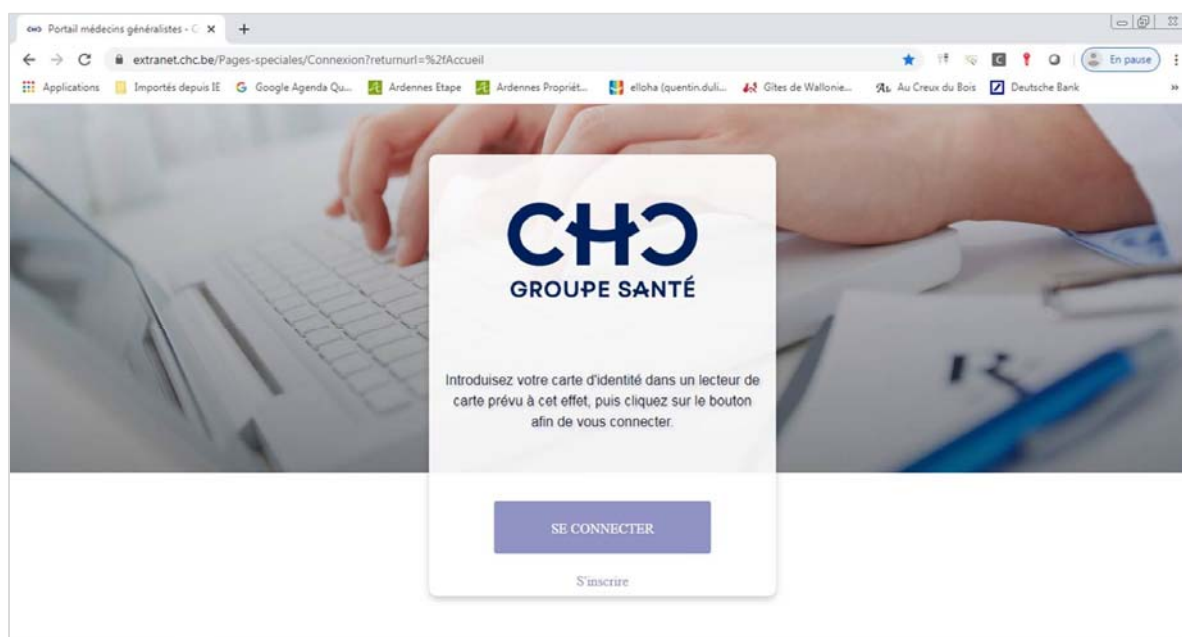 CHC Portail médecins généralistes - C
En pause
extranet.chc.be/Pages-speciales/Connexion?returnurl=%2fAccueil
Applications Importés depuis IE Google Agenda Qu... Ardennes Etape Ardennes Propriét... elloha (quentin.duli... Gîtes de Wallonie... Au Creux du Bois Deutsche Bank
CHC
GROUPE SANTÉ
Introduisez votre carte d'identité dans un lecteur de
carte prévu à cet effet, puis cliquez sur le bouton
afin de vous connecter.
SE CONNECTER
S'inscrire